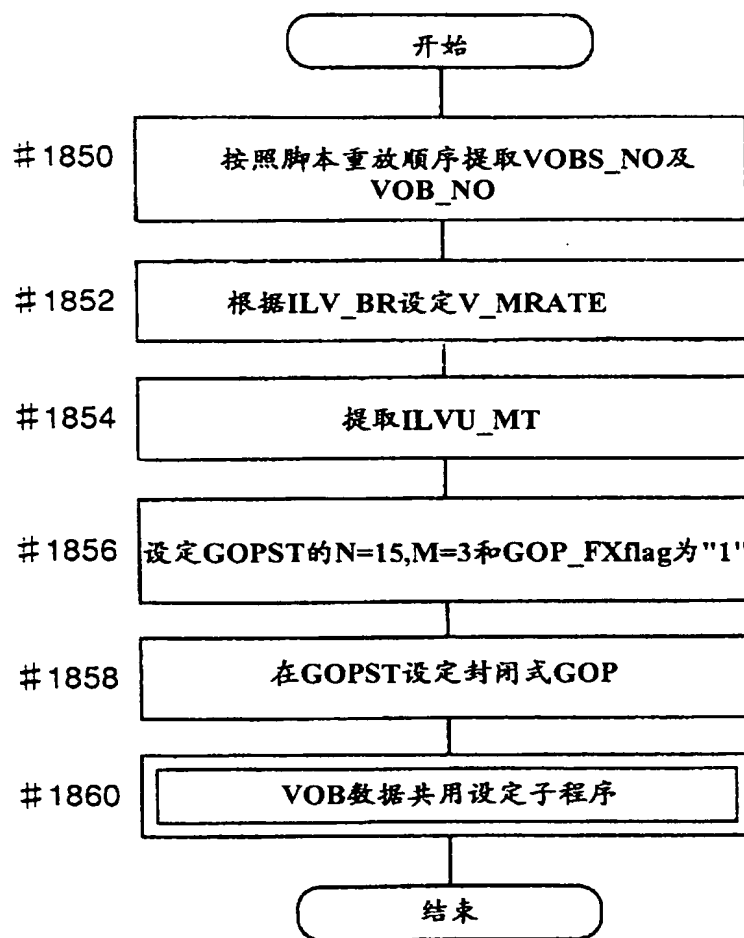 开始
#1850
按照脚本重放顺序提取VOBS_NO及
VOB_NO
#1852
根据ILV_BR设定V_MRATE
#1854
提取ILVU_MT
#1856
设定GOPST的N=15,M=3和GOP_FXflag为"1"
#1858
在GOPST设定封闭式GOP
#1860
VOB数据共用设定子程序
结束